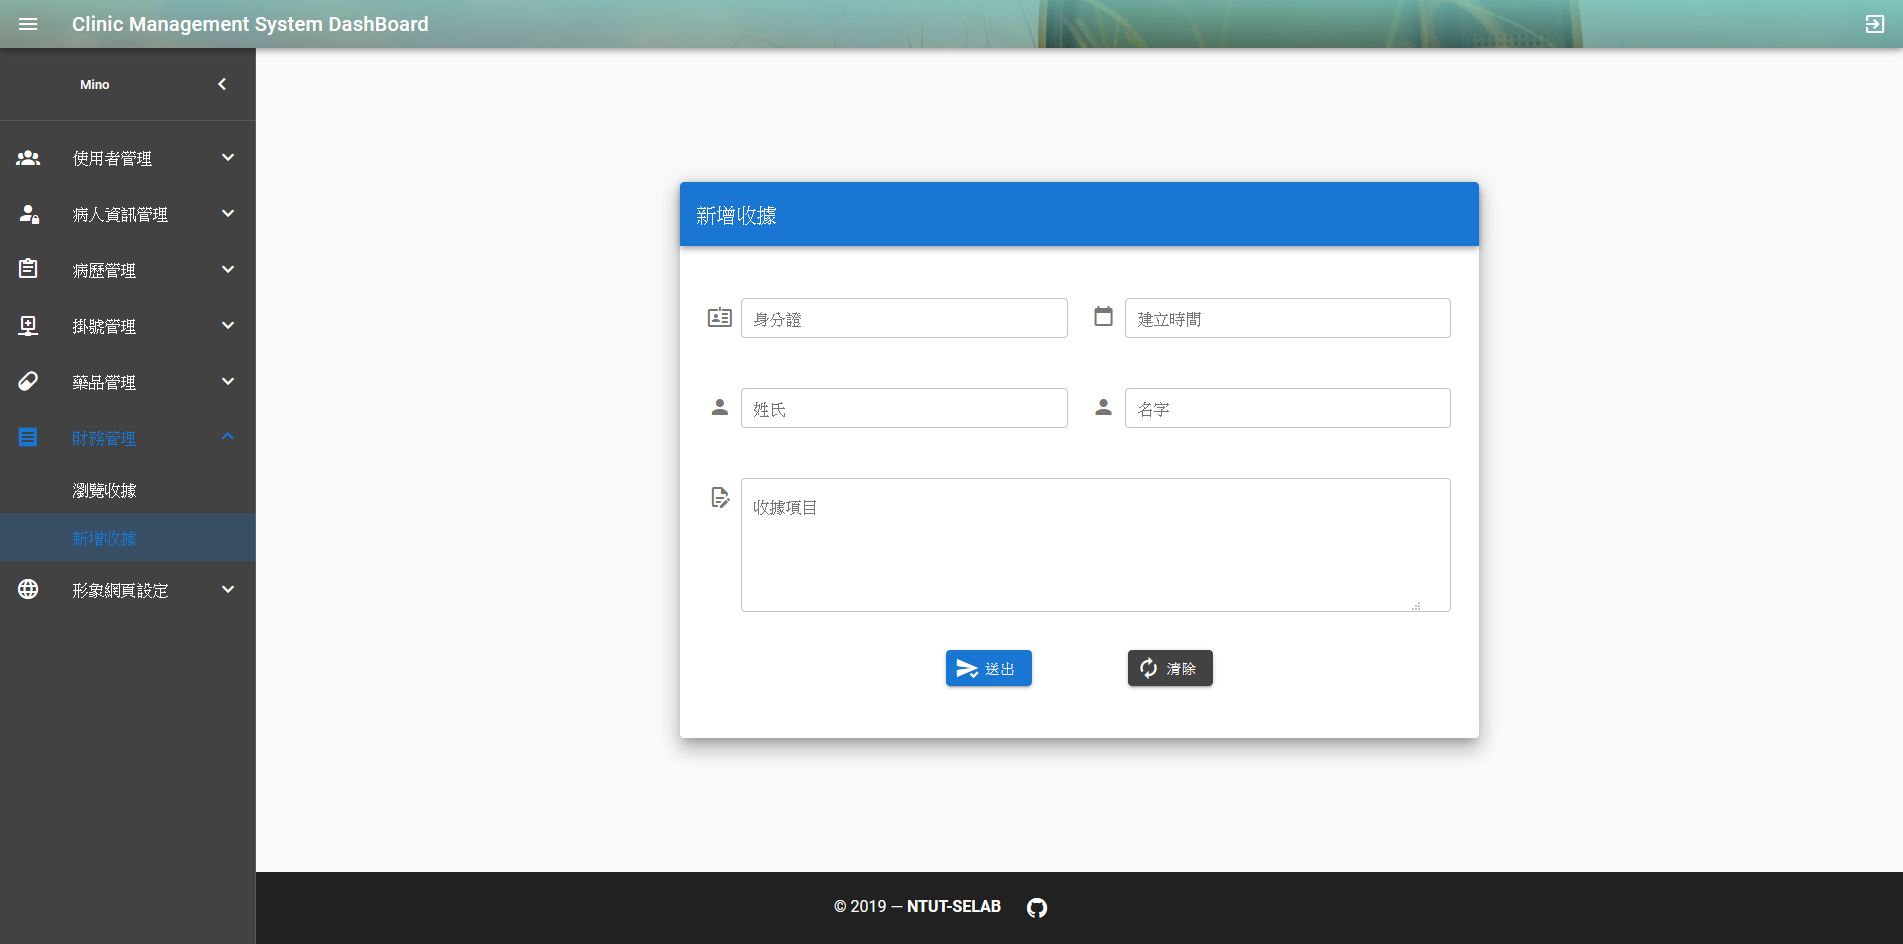 Clinic Management System DashBoard
Mino
使用者管理
病人資訊管理
病歷管理
掛號管理
藥品管理
財務管理
瀏覽收據
新增收據
形象網頁設定
新增收據
身分證
建立時間
姓氏
名字
收據項目
送出
清除
© 2019 — NTUT-SELAB